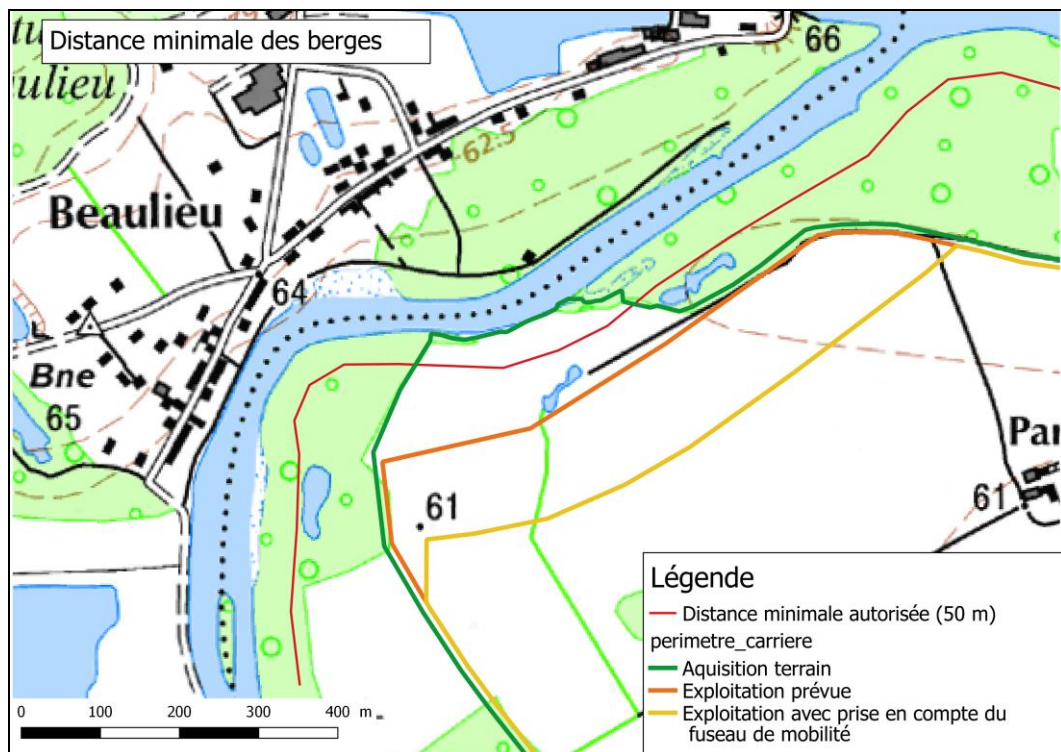 Distance minimale des berges
ulieu
66
62.5
Beaulieu
64
Bne
65
61
Par
61
Légende
Distance minimale autorisée (50 m)
perimetre_carriere
Aquisition terrain
Exploitation prévue
Exploitation avec prise en compte du
fuseau de mobilité
0 100 200 300 400 m